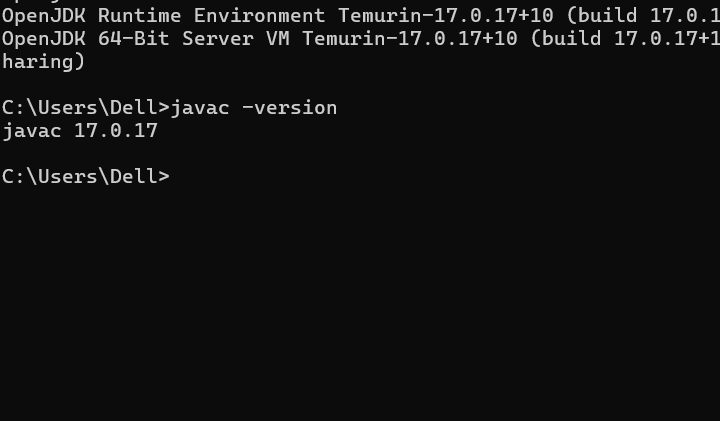 OpenJDK Runtime Environment Temurin-17.0.17+10 (build 17.0.1
OpenJDK 64-Bit Server VM Temurin-17.0.17+10 (build 17.0.17+1
haring)
C:\Users\Dell>javac -version
javac 17.0.17
C:\Users\Dell>